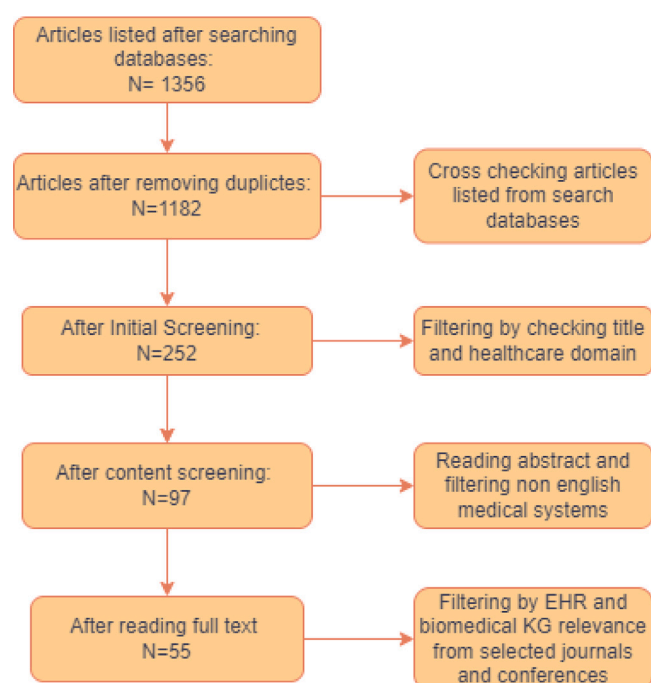 Articles listed after searching
databases:
N= 1356
Articles after removing duplictes:
N=1182
Cross checking articles
listed from search
databases
After Initial Screening:
N=252
Filtering by checking title
and healthcare domain
After content screening:
N=97
Reading abstract and
filtering non english
medical systems
After reading full text
N=55
Filtering by EHR and
biomedical KG relevance
from selected journals
and conferences